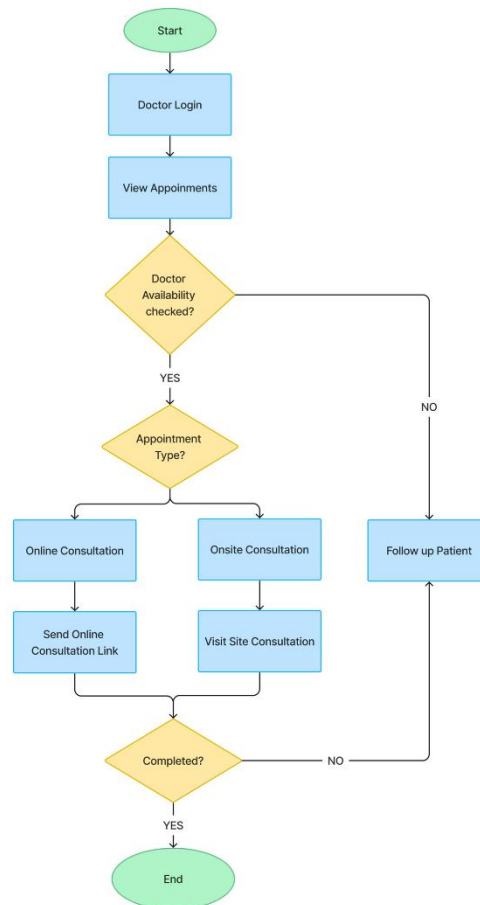 Start
Doctor Login
View Appoinments
Doctor
Availability
checked?
YES
NO
Appointment
Type?
Online Consultation
Onsite Consultation
Follow up Patient
Send Online
Consultation Link
Visit Site Consultation
Completed?
NO
YES
End